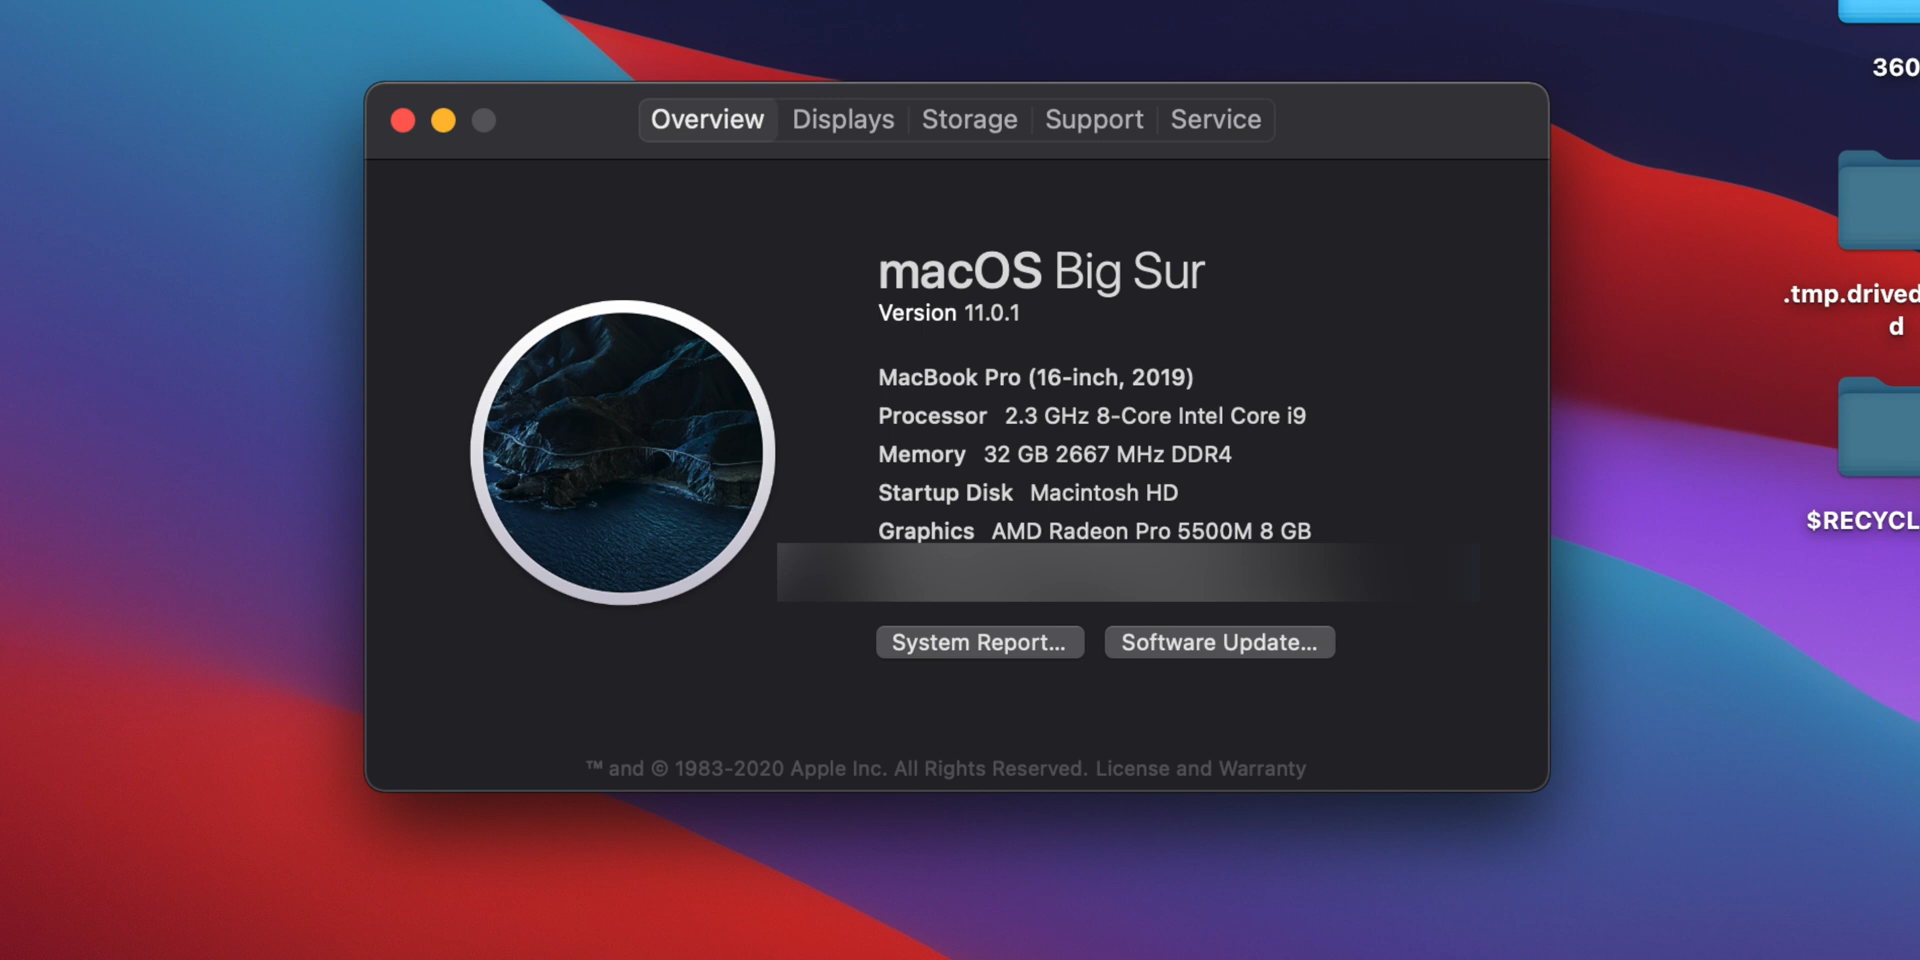 Overview Displays Storage Support Service
360
macOS Big Sur
Version 11.0.1
.tmp.drived
d
MacBook Pro (16-inch, 2019)
Processor 2.3 GHz 8-Core Intel Core i9
Memory 32 GB 2667 MHz DDR4
Startup Disk Macintosh HD
Graphics AMD Radeon Pro 5500M 8 GB
$RECYCL
System Report... Software Update...
™ and © 1983-2020 Apple Inc. All Rights Reserved. License and Warranty